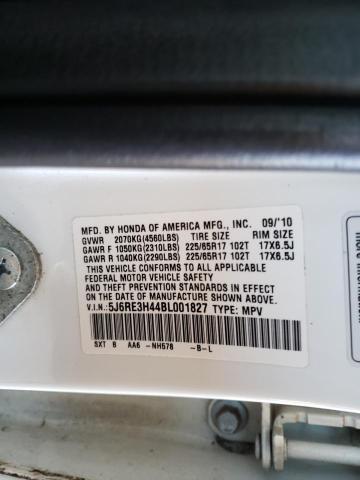 MFD. BY HONDA OF AMERICA MFG., INC. 09/'10
GVWR 2070KG(4560LBS) TIRE SIZE RIM SIZE
GAWR F 1050KG(2310LBS) 225/65R17 102T 17X6.5J
GAWR R 1040KG(2290LBS) 225/65R17 102T 17X6.5J
THIS VEHICLE CONFORMS TO ALL APPLICABLE
FEDERAL MOTOR VEHICLE SAFETY
AND THEFT PREVENTION STANDARDS IN EFFECT
ON THE DATE OF MANUFACTURE SHOWN ABOVE.
V.I.N.: 5J6RE3H44BL001827 TYPE: MPV
SXT B AA6 -NH578 -B-L